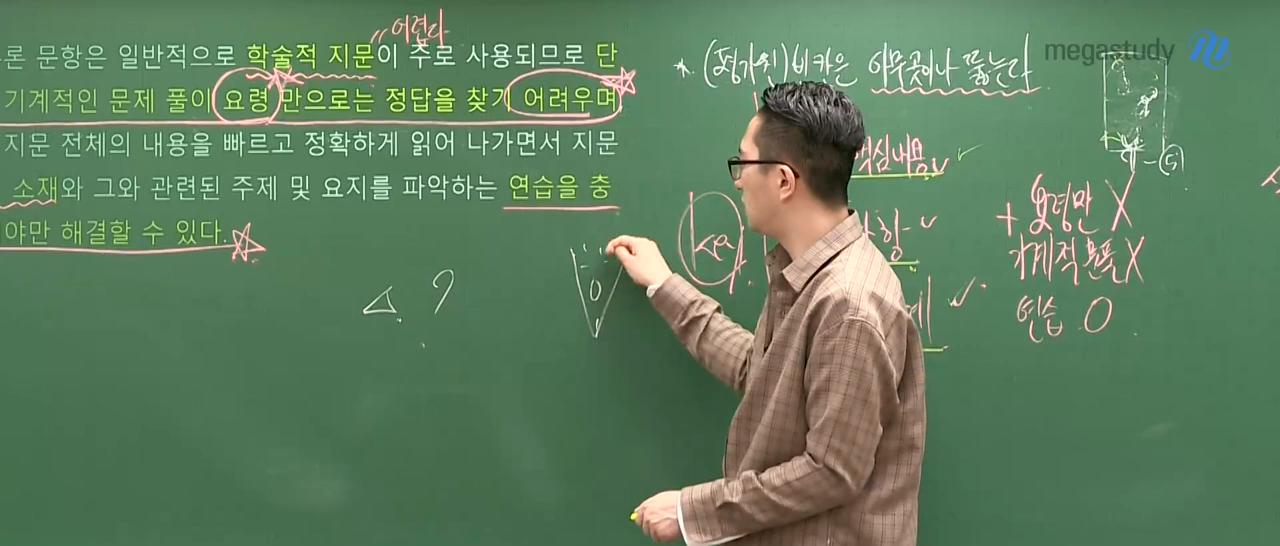 어렵다
론 문항은 일반적으로 학술적 지문이 주로 사용되므로 단
기계적인 문제 풀이 요령만으로는 정답을 찾기 어려우며
지문 전체의 내용을 빠르고 정확하게 읽어 나가면서 지문
소재와 그와 관련된 주제 및 요지를 파악하는 연습을 충
야만 해결할 수 있다.
megastudy
(평가원) 비칸은 아무곳이나 뚫는다
핵심내용
+ 요령만 X
기계적 문풀 X
연습 O